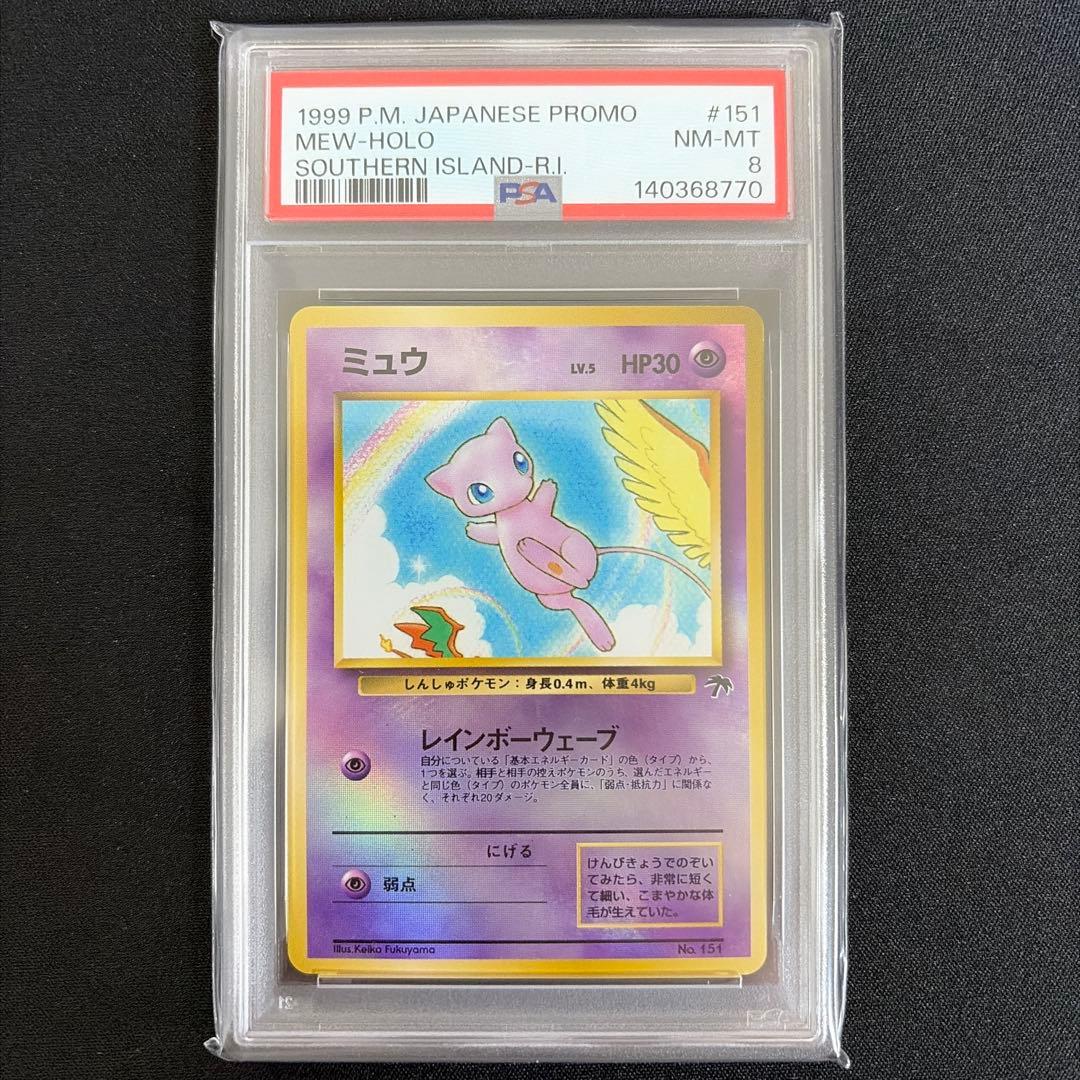 1999 P.M. JAPANESE PROMO #151
MEW-HOLO NM-MT
SOUTHERN ISLAND-R.I. 8
PSA 140368770
ミュウ LV.5 HP30
しんしゅポケモン：身長0.4m、体重4kg
レインボーウェーブ
自分についている「基本エネルギーカード」の色（タイプ）から、
1つを選ぶ。相手と相手の控えポケモンのうち、選んだエネルギー
と同じ色（タイプ）のポケモン全員に、「弱点・抵抗力」に関係な
く、それぞれ20ダメージ。
にげる
弱点
けんびきょうでのぞい
てみたら、非常に短く
て細い、こまやかな体
毛が生えていた。
Illus. Keiko Fukuyama No. 151